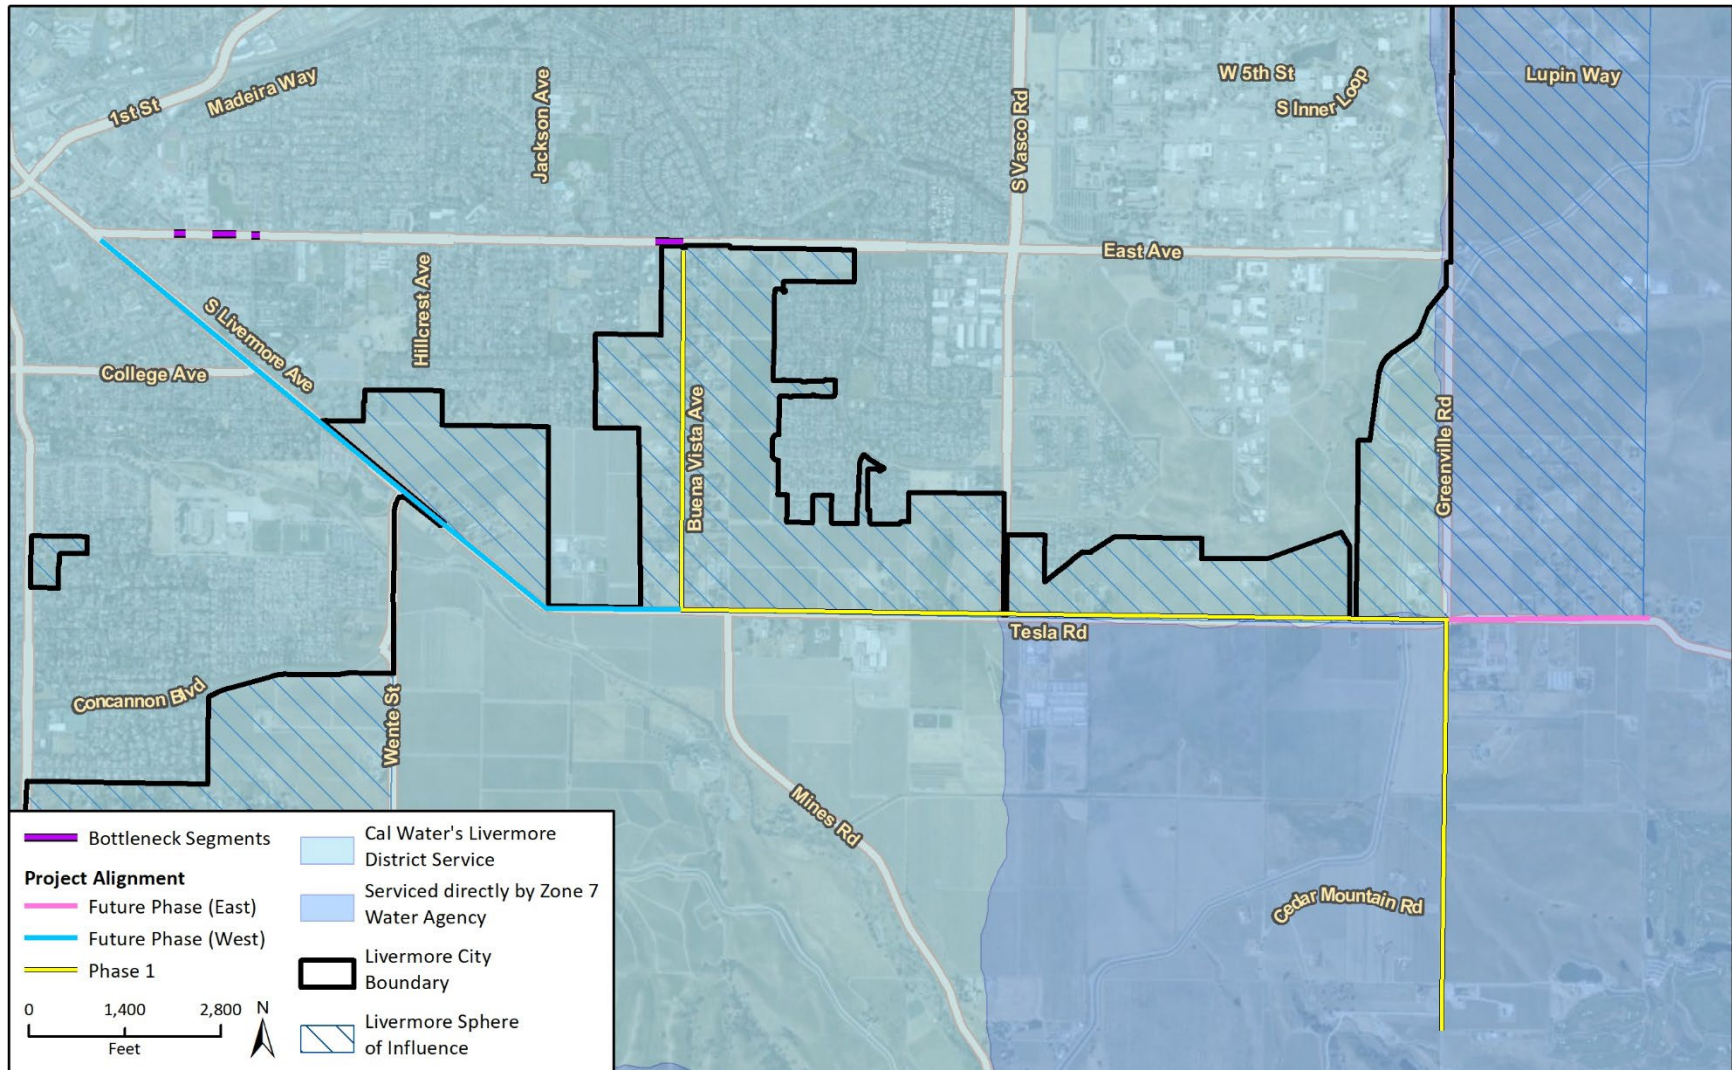 1st St
Madeira Way
Jackson Ave
S Vasco Rd
W 5th St
S Inner Loop
Lupin Way
East Ave
S Livermore Ave
Hillcrest Ave
College Ave
Buena Vista Ave
Greenville Rd
Tesla Rd
Concannon Blvd
Wente St
Mines Rd
Cedar Mountain Rd
Bottleneck Segments
Project Alignment
Future Phase (East)
Future Phase (West)
Phase 1
0 1,400 2,800
Feet
N
Cal Water's Livermore
District Service
Serviced directly by Zone 7
Water Agency
Livermore City
Boundary
Livermore Sphere
of Influence